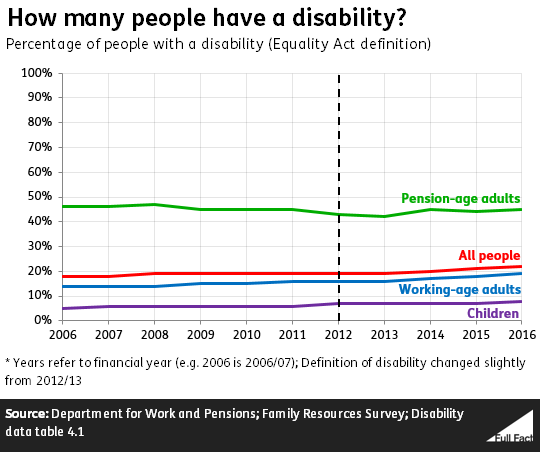 How many people have a disability?
Percentage of people with a disability (Equality Act definition)
100%
90%
80%
70%
60%
50%
40%
30%
20%
10%
0%
Pension-age adults
All people
Working-age adults
Children
2006 2007 2008 2009 2010 2011 2012 2013 2014 2015 2016
* Years refer to financial year (e.g. 2006 is 2006/07); Definition of disability changed slightly
from 2012/13
Source: Department for Work and Pensions; Family Resources Survey; Disability
data table 4.1
Full Fact